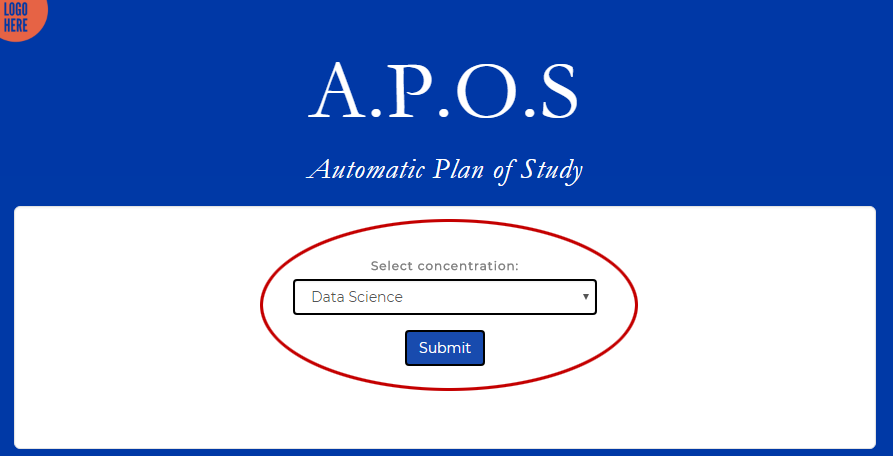 LOGO
HERE
A.P.O.S
Automatic Plan of Study
Select concentration:
Data Science
Submit